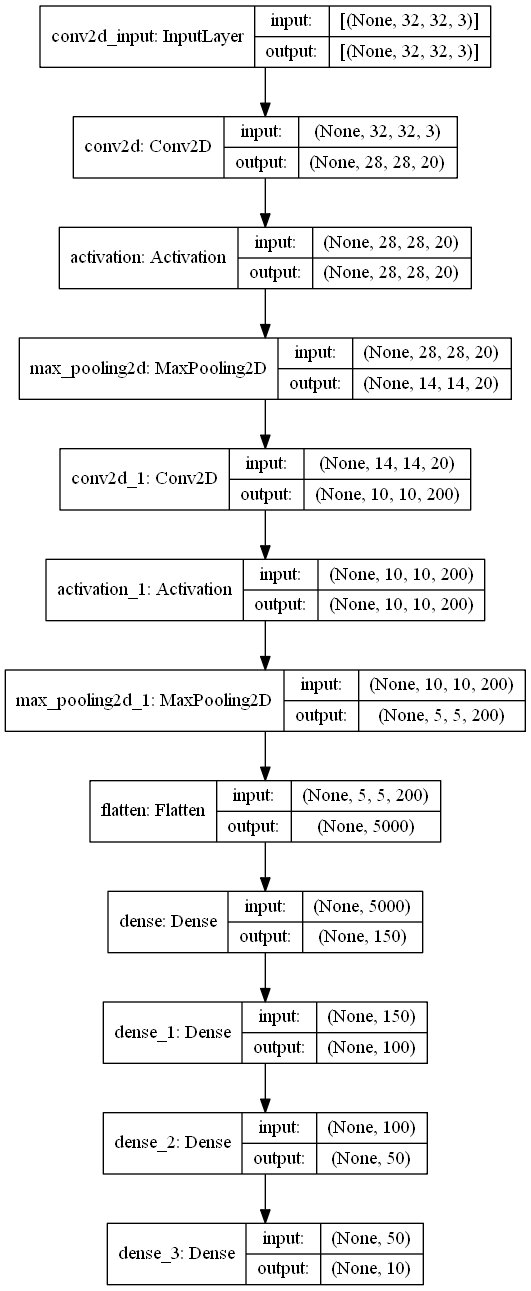 conv2d_input: InputLayer
input: [(None, 32, 32, 3)]
output: [(None, 32, 32, 3)]
conv2d: Conv2D
input: (None, 32, 32, 3)
output: (None, 28, 28, 20)
activation: Activation
input: (None, 28, 28, 20)
output: (None, 28, 28, 20)
max_pooling2d: MaxPooling2D
input: (None, 28, 28, 20)
output: (None, 14, 14, 20)
conv2d_1: Conv2D
input: (None, 14, 14, 20)
output: (None, 10, 10, 200)
activation_1: Activation
input: (None, 10, 10, 200)
output: (None, 10, 10, 200)
max_pooling2d_1: MaxPooling2D
input: (None, 10, 10, 200)
output: (None, 5, 5, 200)
flatten: Flatten
input: (None, 5, 5, 200)
output: (None, 5000)
dense: Dense
input: (None, 5000)
output: (None, 150)
dense_1: Dense
input: (None, 150)
output: (None, 100)
dense_2: Dense
input: (None, 100)
output: (None, 50)
dense_3: Dense
input: (None, 50)
output: (None, 10)